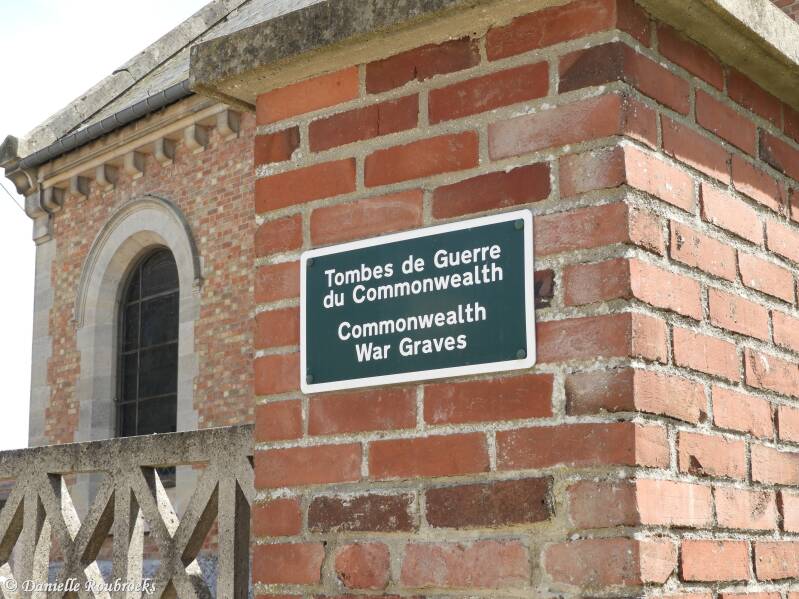 Tombes de Guerre
du Commonwealth
Commonwealth
War Graves
© Danielle Roubroeks